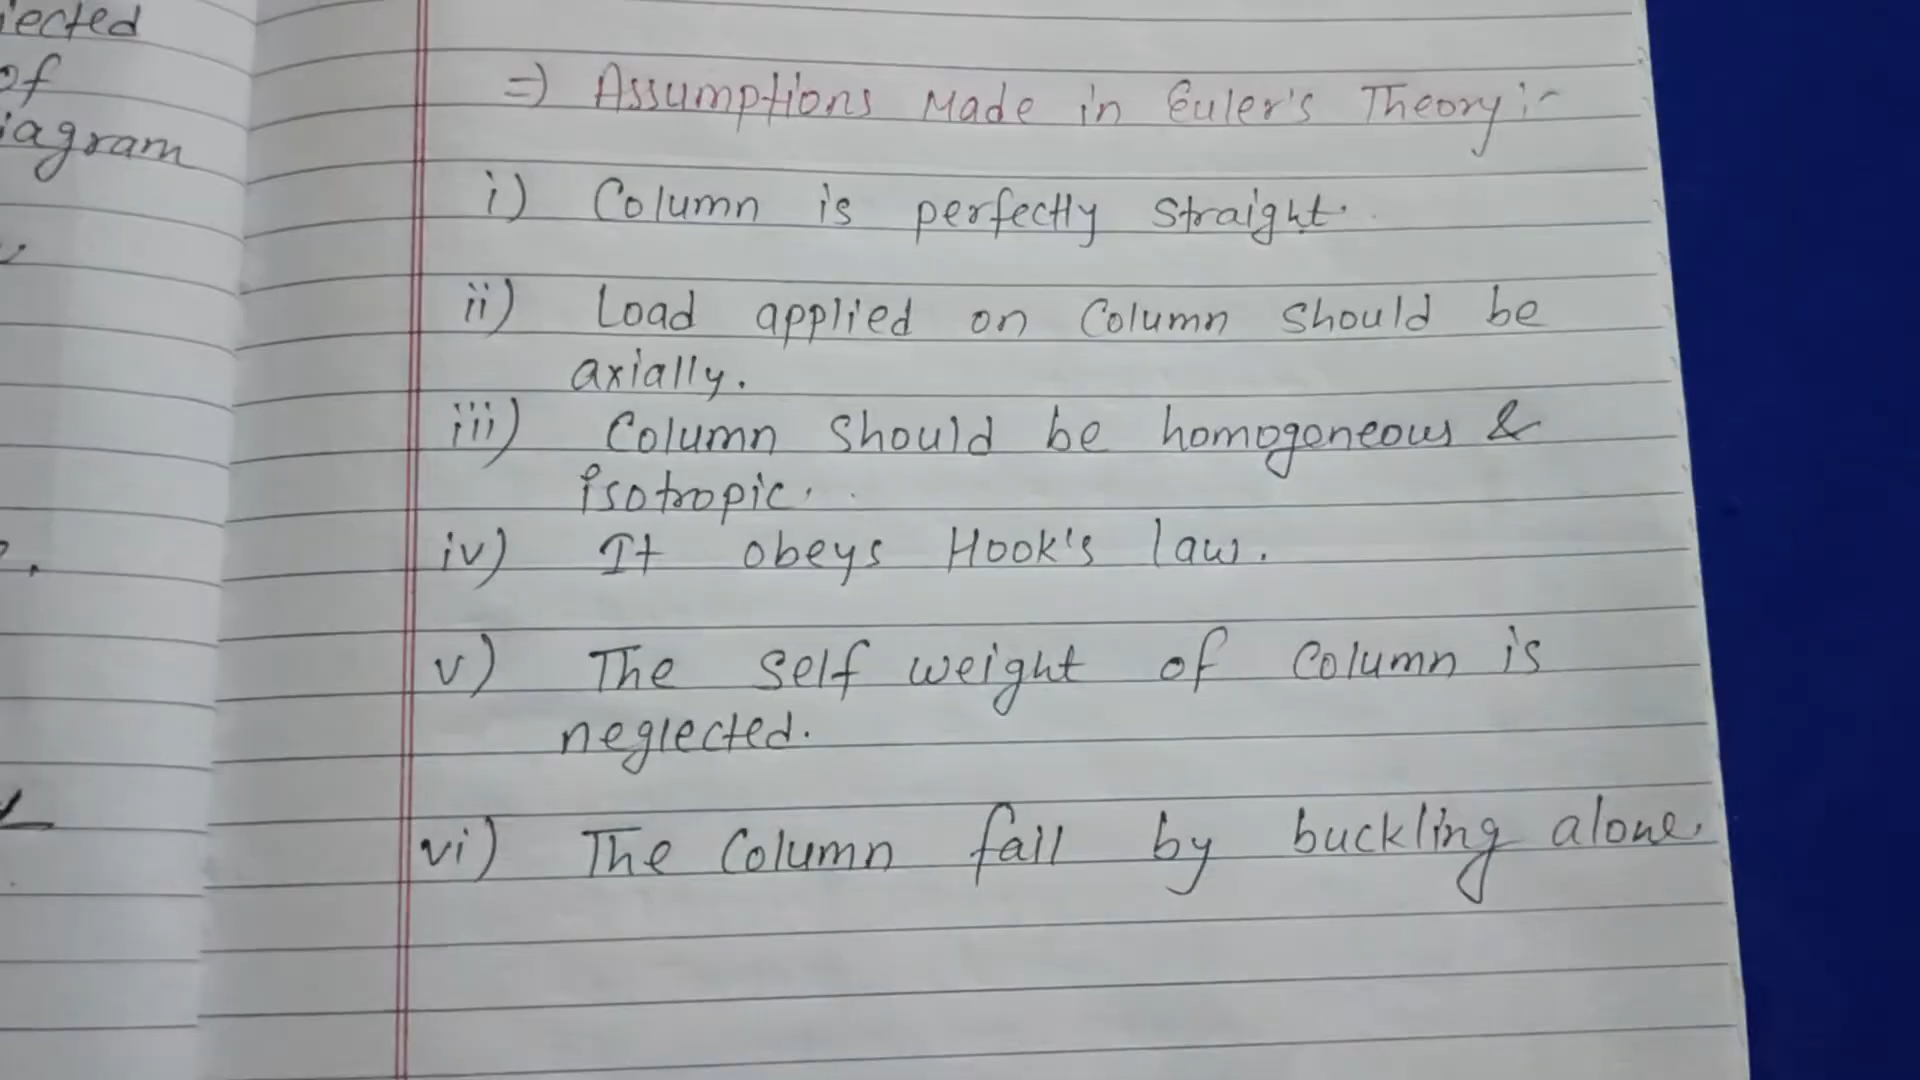 of
⇒ Assumptions Made in Euler's Theory:-
i) Column is perfectly straight.
ii) Load applied on Column should be
axially.
iii) Column should be homogeneous &
isotropic.
iv) It obeys Hook's law.
v) The self weight of Column is
neglected.
vi) The Column fail by buckling alone.